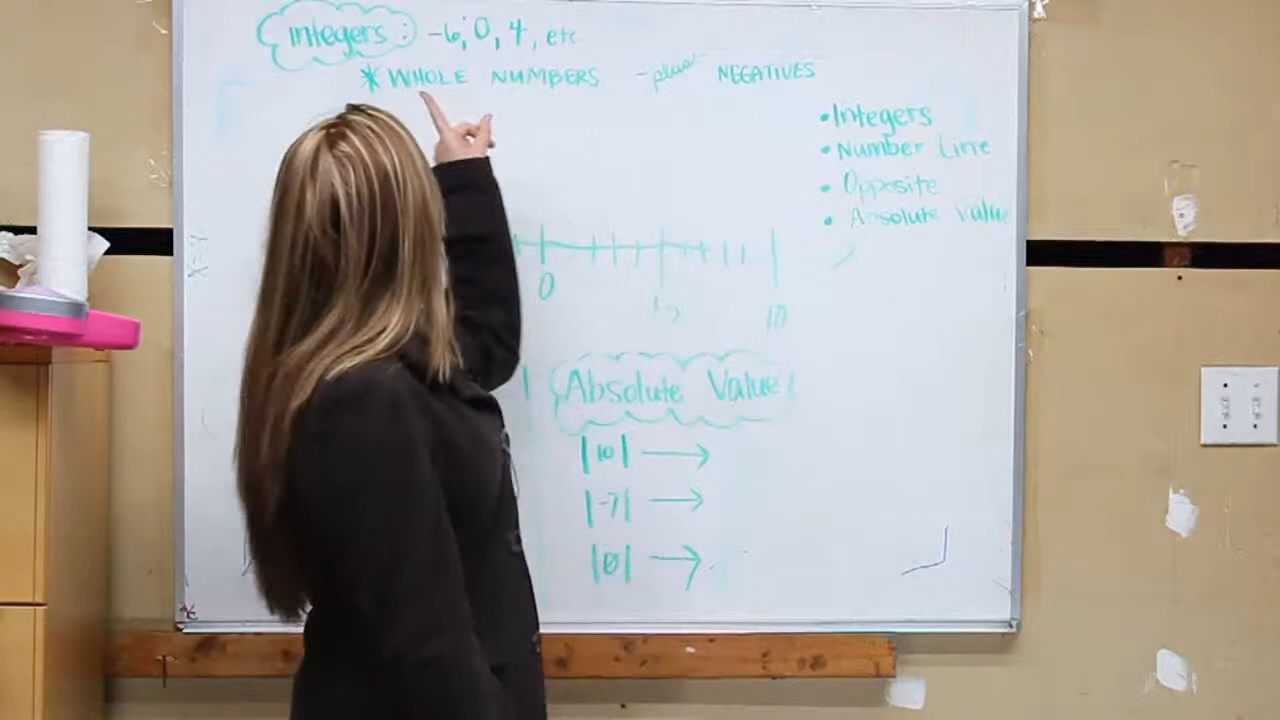 Integers : -6, 0, 4, etc
* WHOLE NUMBERS -plus NEGATIVES
• Integers
• Number Line
• Opposite
• Absolute Value
0 5 10
Absolute Value
|10| →
|-7| →
|0| →